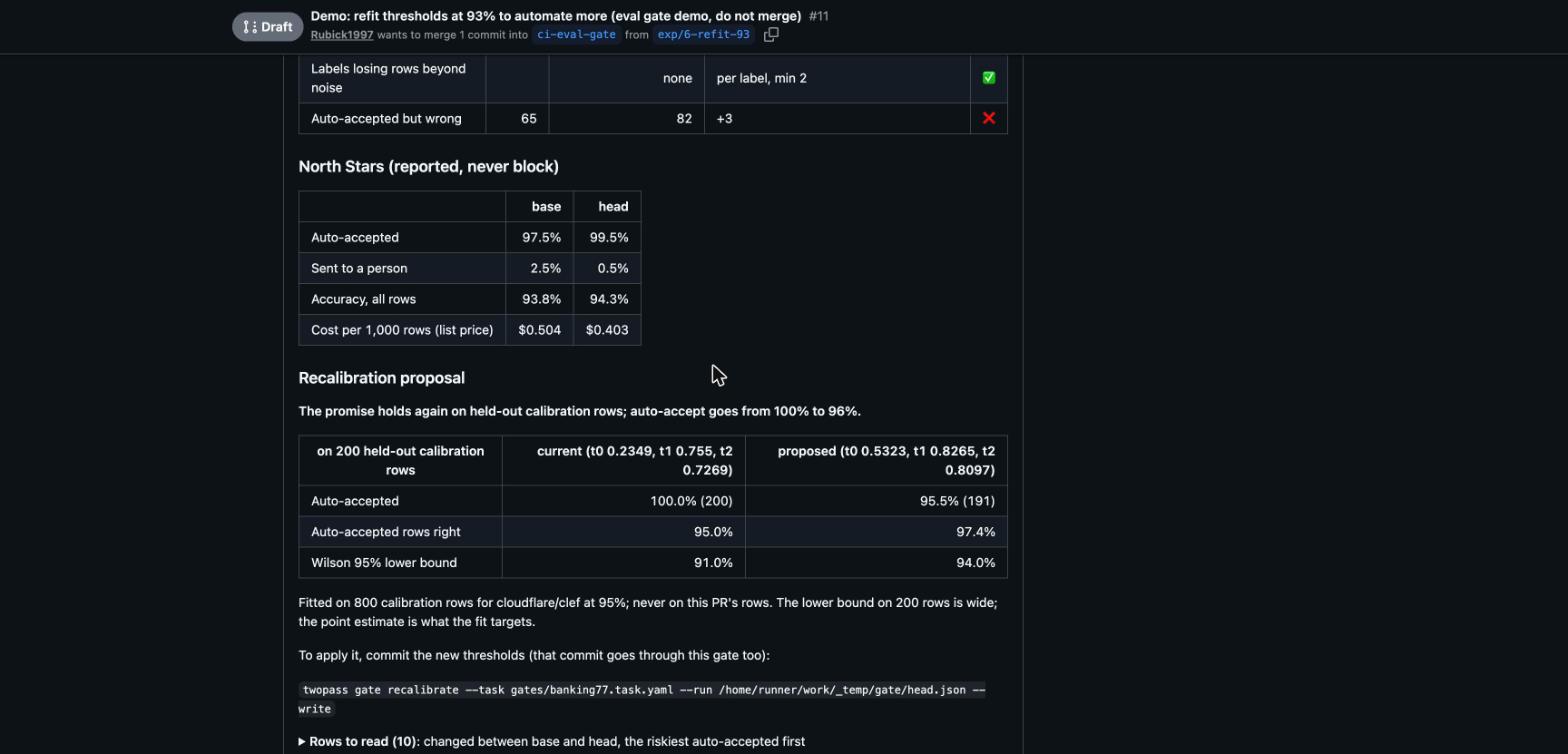 Draft
Demo: refit thresholds at 93% to automate more (eval gate demo, do not merge) #11
Rubick1997 wants to merge 1 commit into ci-eval-gate from exp/6-refit-93
Labels losing rows beyond
noise
none
per label, min 2
Auto-accepted but wrong 65 82 +3
North Stars (reported, never block)
base head
Auto-accepted 97.5% 99.5%
Sent to a person 2.5% 0.5%
Accuracy, all rows 93.8% 94.3%
Cost per 1,000 rows (list price) $0.504 $0.403
Recalibration proposal
The promise holds again on held-out calibration rows; auto-accept goes from 100% to 96%.
on 200 held-out calibration
rows
current (t0 0.2349, t1 0.755, t2
0.7269)
proposed (t0 0.5323, t1 0.8265, t2
0.8097)
Auto-accepted 100.0% (200) 95.5% (191)
Auto-accepted rows right 95.0% 97.4%
Wilson 95% lower bound 91.0% 94.0%
Fitted on 800 calibration rows for cloudflare/clef at 95%; never on this PR's rows. The lower bound on 200 rows is wide;
the point estimate is what the fit targets.
To apply it, commit the new thresholds (that commit goes through this gate too):
twopass gate recalibrate --task gates/banking77.task.yaml --run /home/runner/work/_temp/gate/head.json --
write
Rows to read (10): changed between base and head, the riskiest auto-accepted first